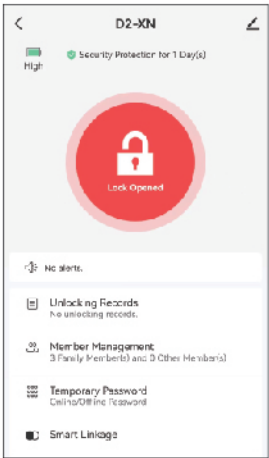 D2-XN
High
Security Protection for 1 Day(s)
Lock Opened
No alerts.
Unlocking Records
No unlocking records.
Member Management
3 Family Member(s) and 0 Other Member(s)
Temporary Password
Online/Offline Password
Smart Linkage